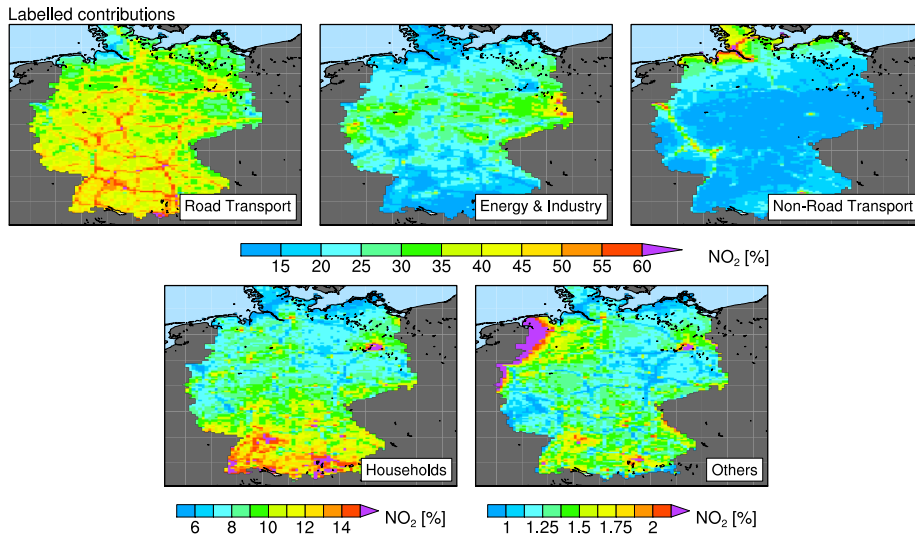 Labelled contributions
Road Transport
Energy & Industry
Non-Road Transport
15 20 25 30 35 40 45 50 55 60 NO₂ [%]
Households
Others
6 8 10 12 14 NO₂ [%]
1 1.25 1.5 1.75 2 NO₂ [%]